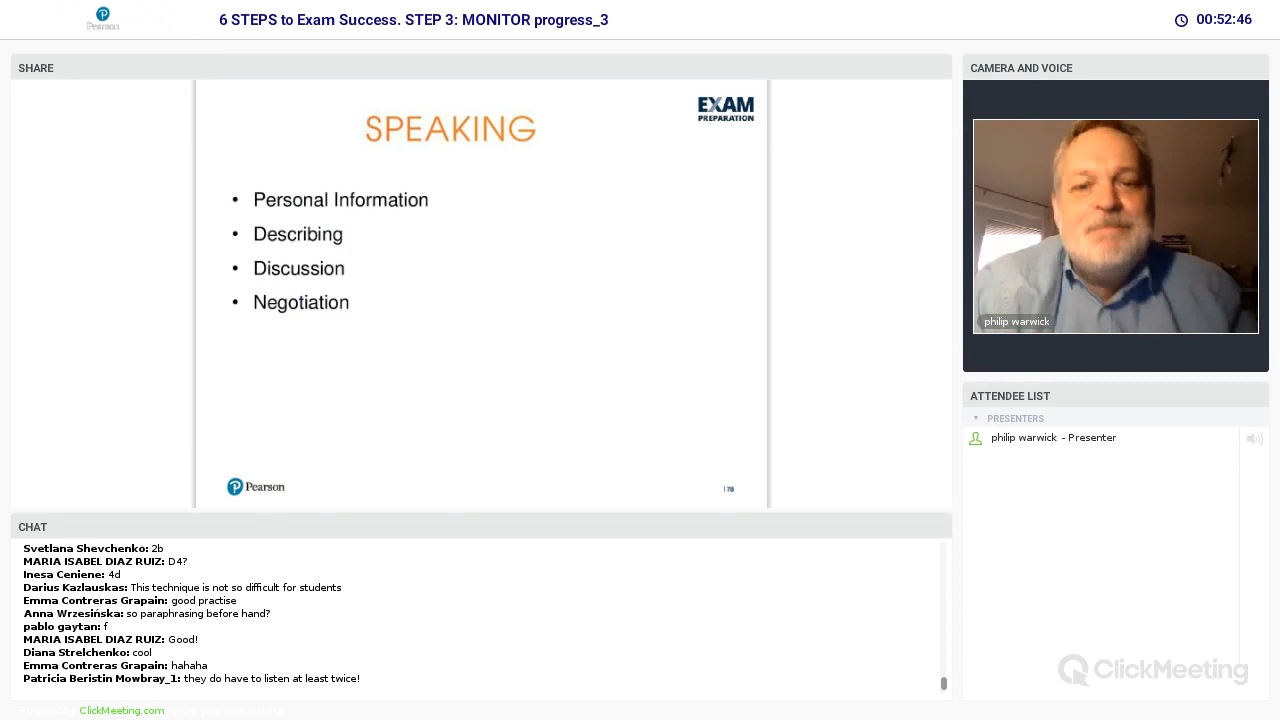 Pearson
6 STEPS to Exam Success. STEP 3: MONITOR progress_3
00:52:46
SHARE
EXAM
PREPARATION
SPEAKING
• Personal Information
• Describing
• Discussion
• Negotiation
Pearson
| 78
CAMERA AND VOICE
philip warwick
ATTENDEE LIST
PRESENTERS
philip warwick - Presenter
CHAT
Svetlana Shevchenko: 2b
MARIA ISABEL DIAZ RUIZ: D4?
Inesa Ceniene: 4d
Darius Kazlauskas: This technique is not so difficult for students
Emma Contreras Grapain: good practise
Anna Wrzesińska: so paraphrasing before hand?
pablo gaytan: f
MARIA ISABEL DIAZ RUIZ: Good!
Diana Strelchenko: cool
Emma Contreras Grapain: hahaha
Patricia Beristin Mowbray_1: they do have to listen at least twice!
ClickMeeting
ClickMeeting.com